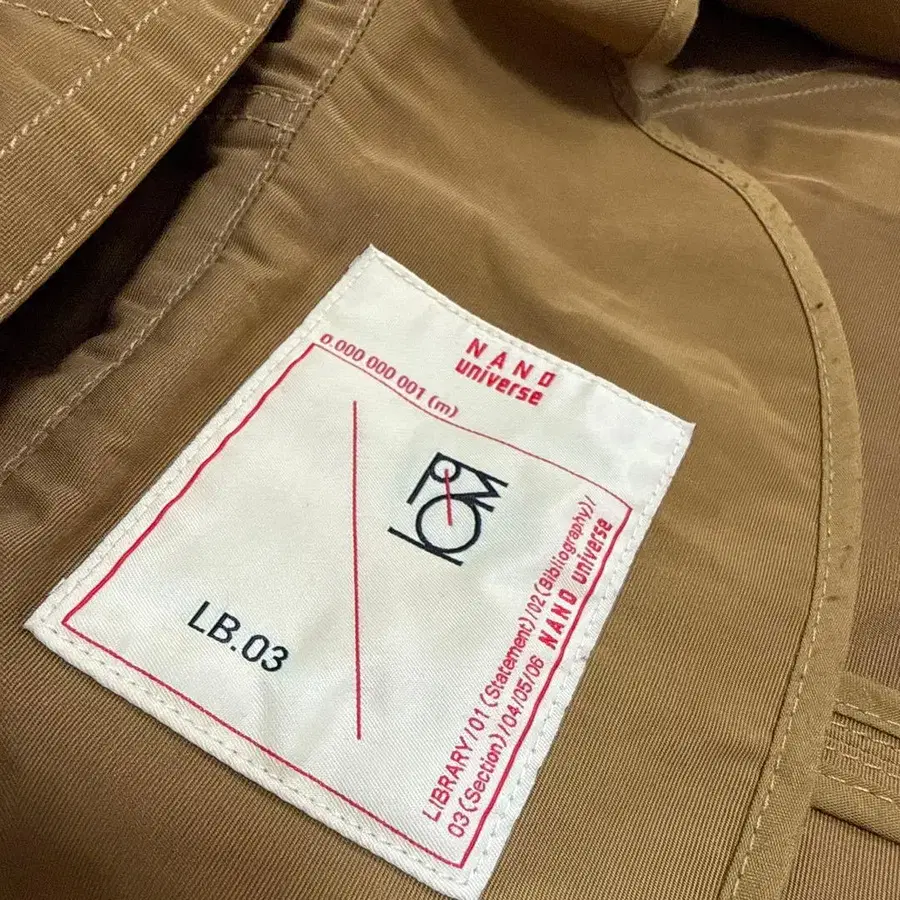 NANO
universe
0.000 000 001 (m)
LB.03
LIBRARY/01(Statement)/02(Bibliography)/
03(Section)/04/05/06 NANO universe